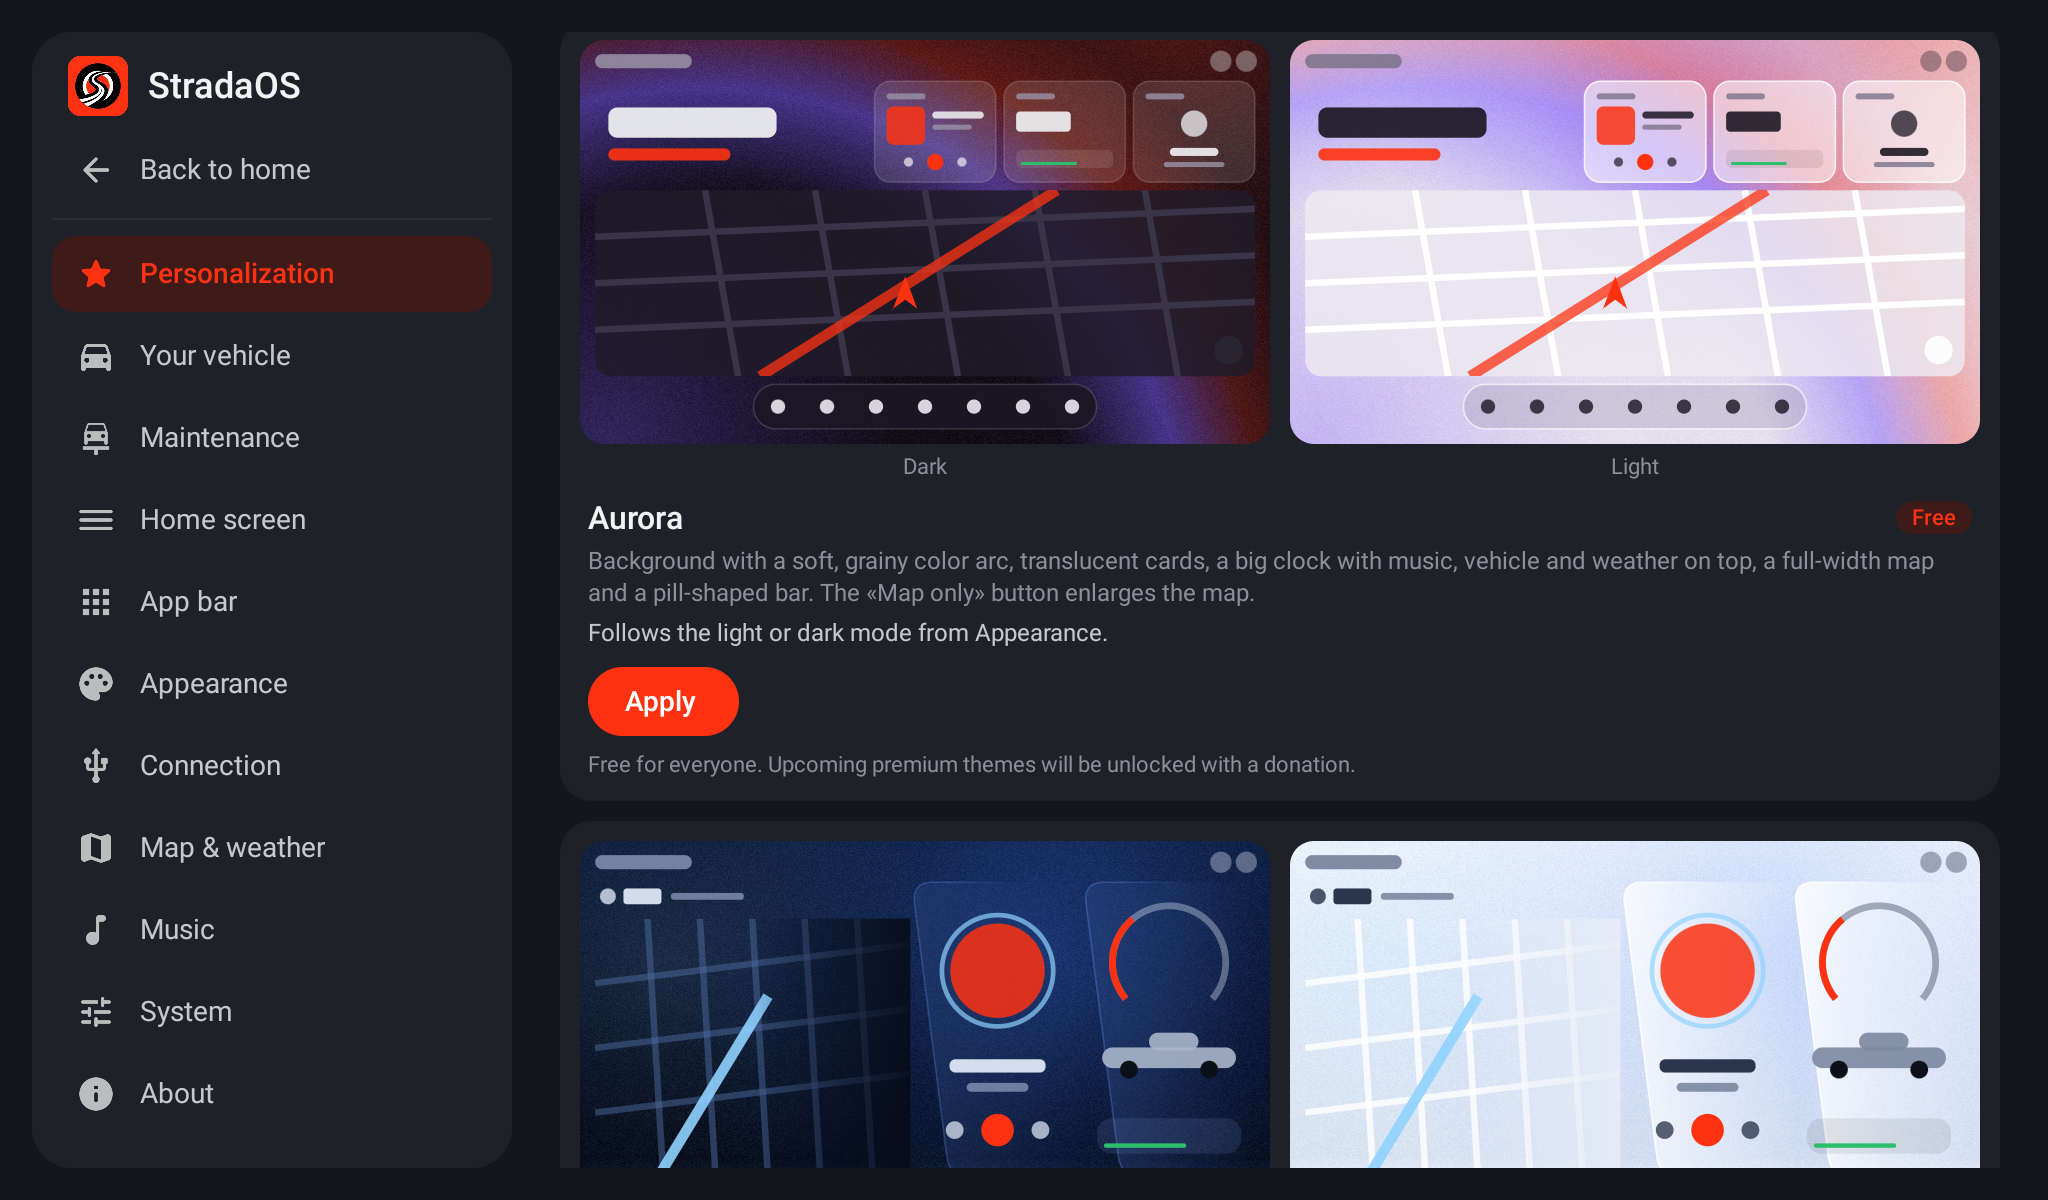 StradaOS
Back to home
Personalization
Your vehicle
Maintenance
Home screen
App bar
Appearance
Connection
Map & weather
Music
System
About
Dark
Light
Aurora
Free
Background with a soft, grainy color arc, translucent cards, a big clock with music, vehicle and weather on top, a full-width map
and a pill-shaped bar. The «Map only» button enlarges the map.
Follows the light or dark mode from Appearance.
Apply
Free for everyone. Upcoming premium themes will be unlocked with a donation.